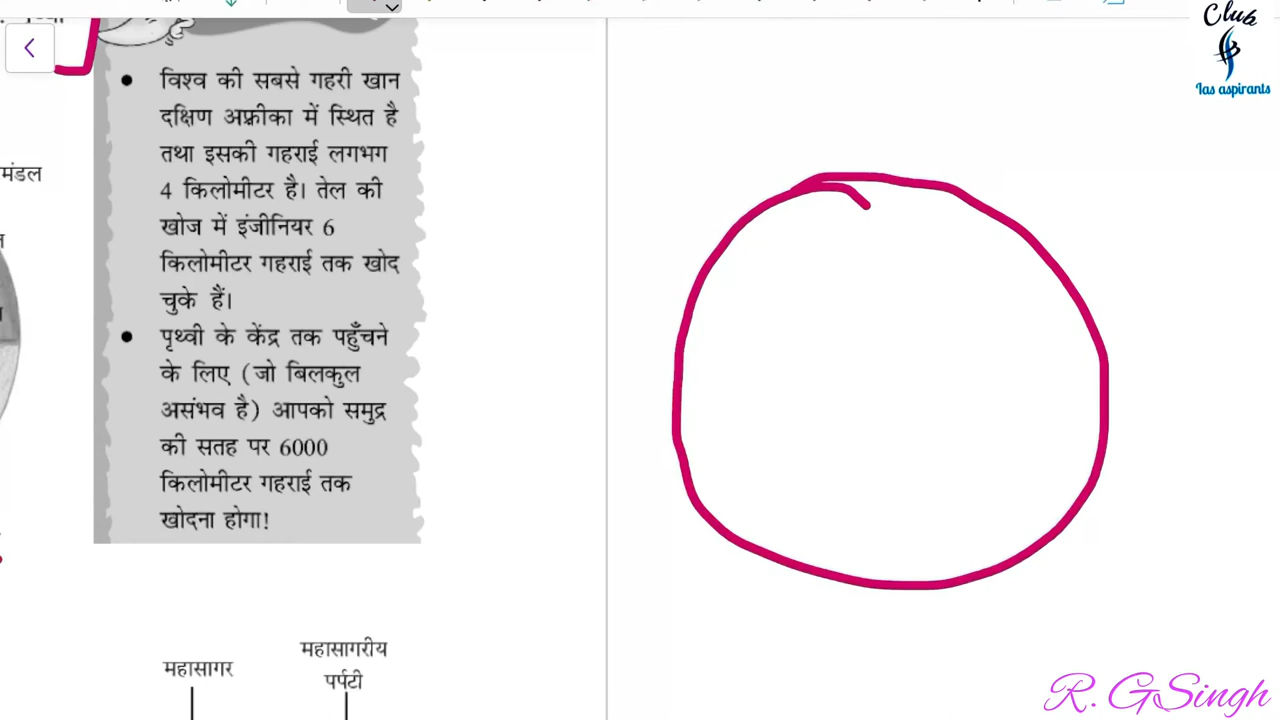 Club
Ias aspirants
मंडल
विश्व की सबसे गहरी खान
दक्षिण अफ़्रीका में स्थित है
तथा इसकी गहराई लगभग
4 किलोमीटर है। तेल की
खोज में इंजीनियर 6
किलोमीटर गहराई तक खोद
चुके हैं।
पृथ्वी के केंद्र तक पहुँचने
के लिए (जो बिलकुल
असंभव है) आपको समुद्र
की सतह पर 6000
किलोमीटर गहराई तक
खोदना होगा!
महासागर
महासागरीय
पर्पटी
R. GSingh